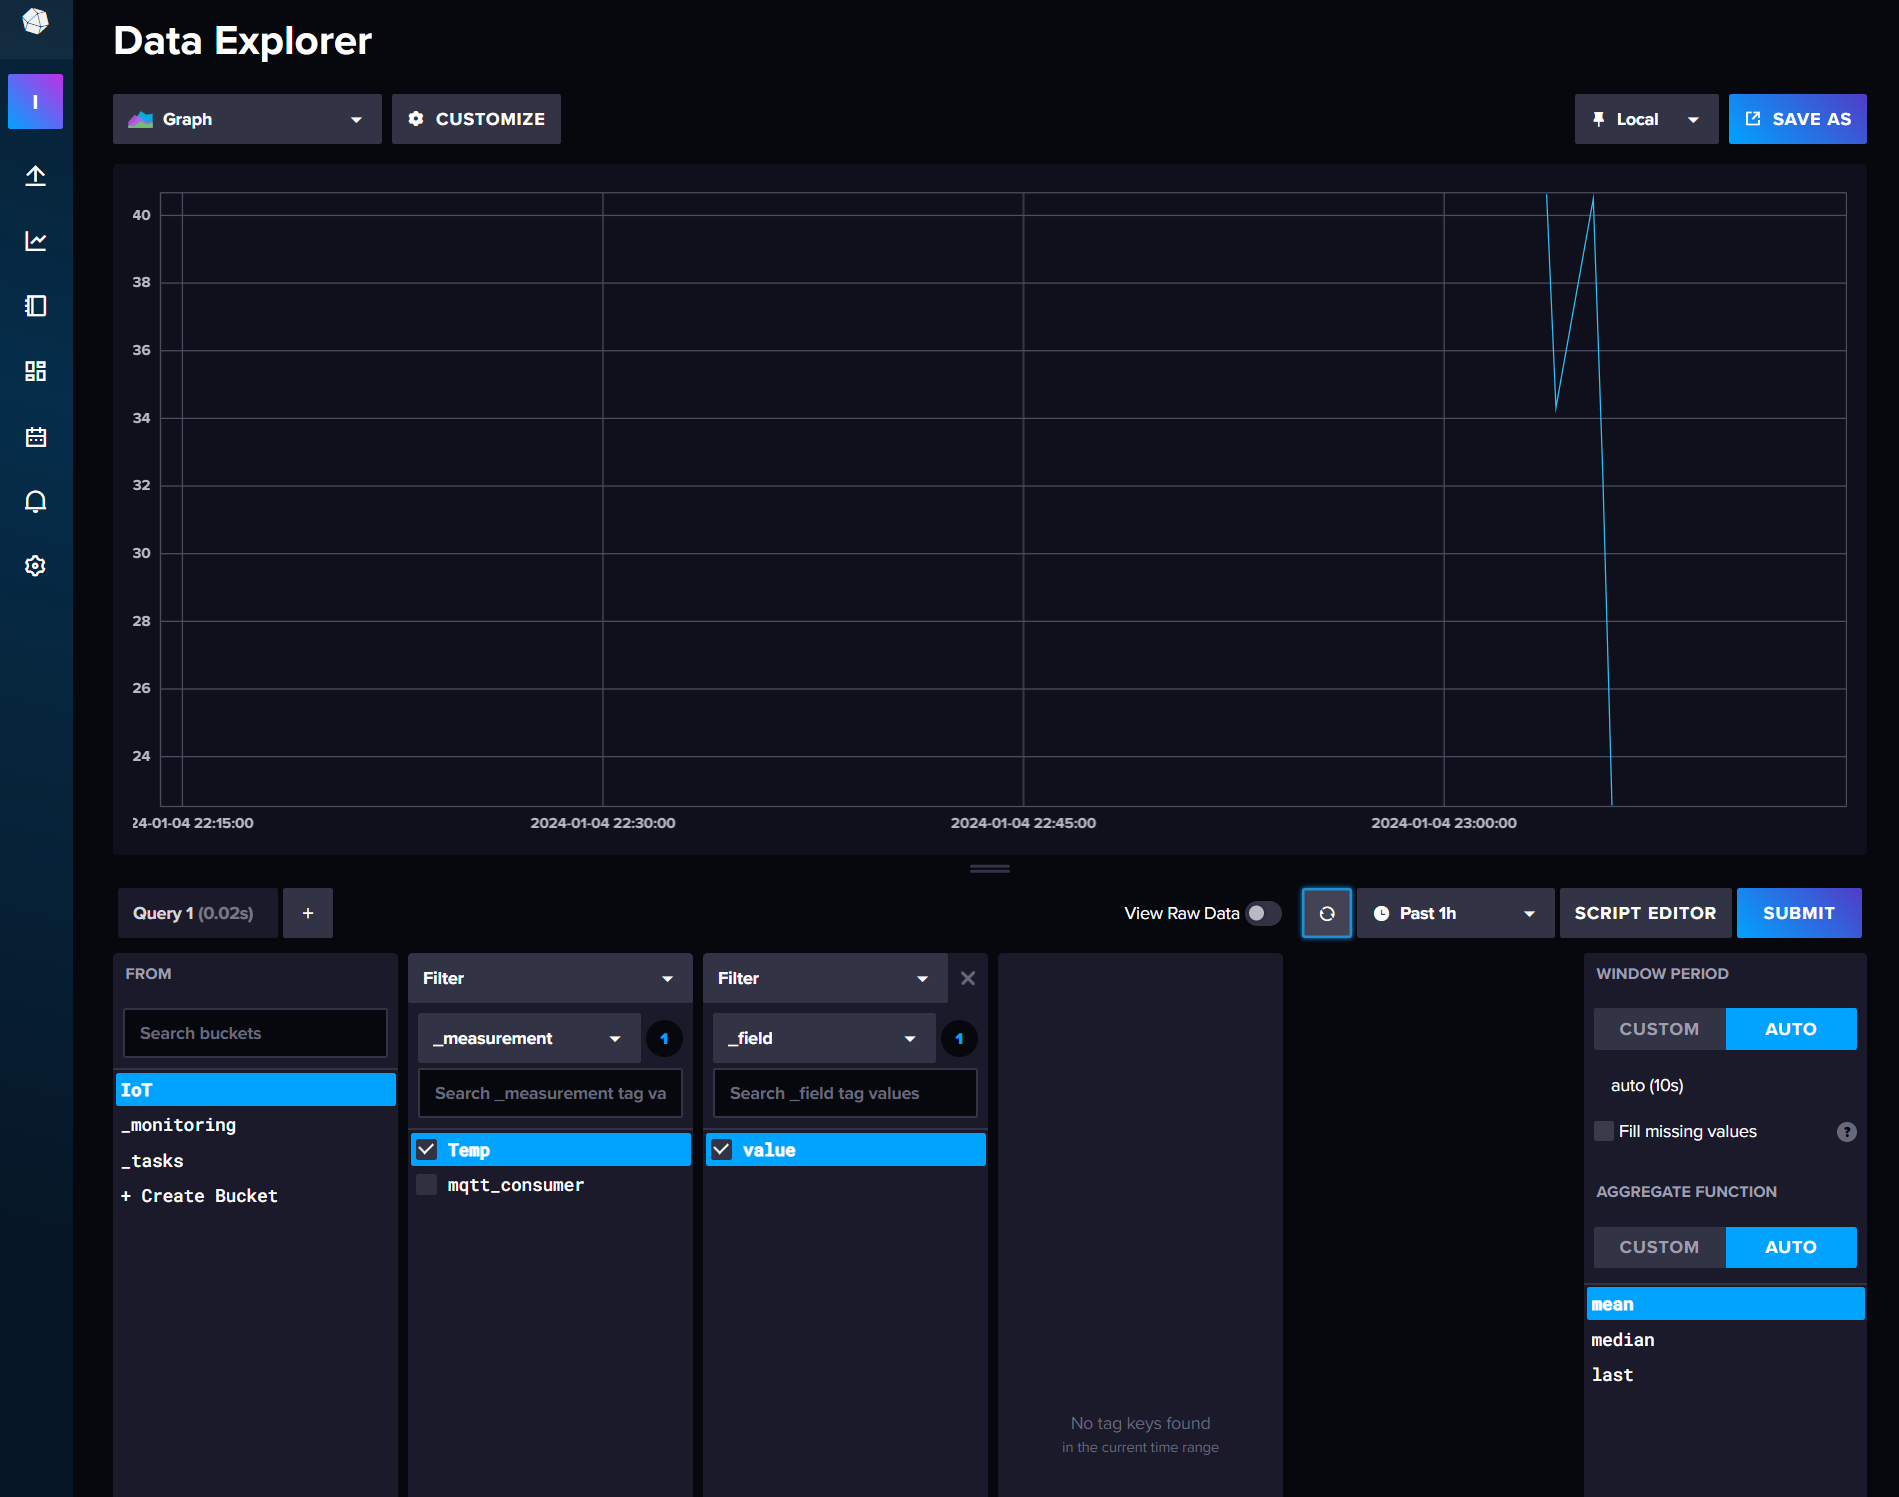 Data Explorer
I
Graph
CUSTOMIZE
Local
SAVE AS
40
38
36
34
32
30
28
26
24
24-01-04 22:15:00
2024-01-04 22:30:00
2024-01-04 22:45:00
2024-01-04 23:00:00
Query 1 (0.02s)
+
View Raw Data
Past 1h
SCRIPT EDITOR
SUBMIT
FROM
Search buckets
IoT
_monitoring
_tasks
+ Create Bucket
Filter
_measurement
1
Search _measurement tag va
Temp
mqtt_consumer
Filter
_field
1
Search _field tag values
value
No tag keys found
in the current time range
WINDOW PERIOD
CUSTOM
AUTO
auto (10s)
Fill missing values
?
AGGREGATE FUNCTION
CUSTOM
AUTO
mean
median
last